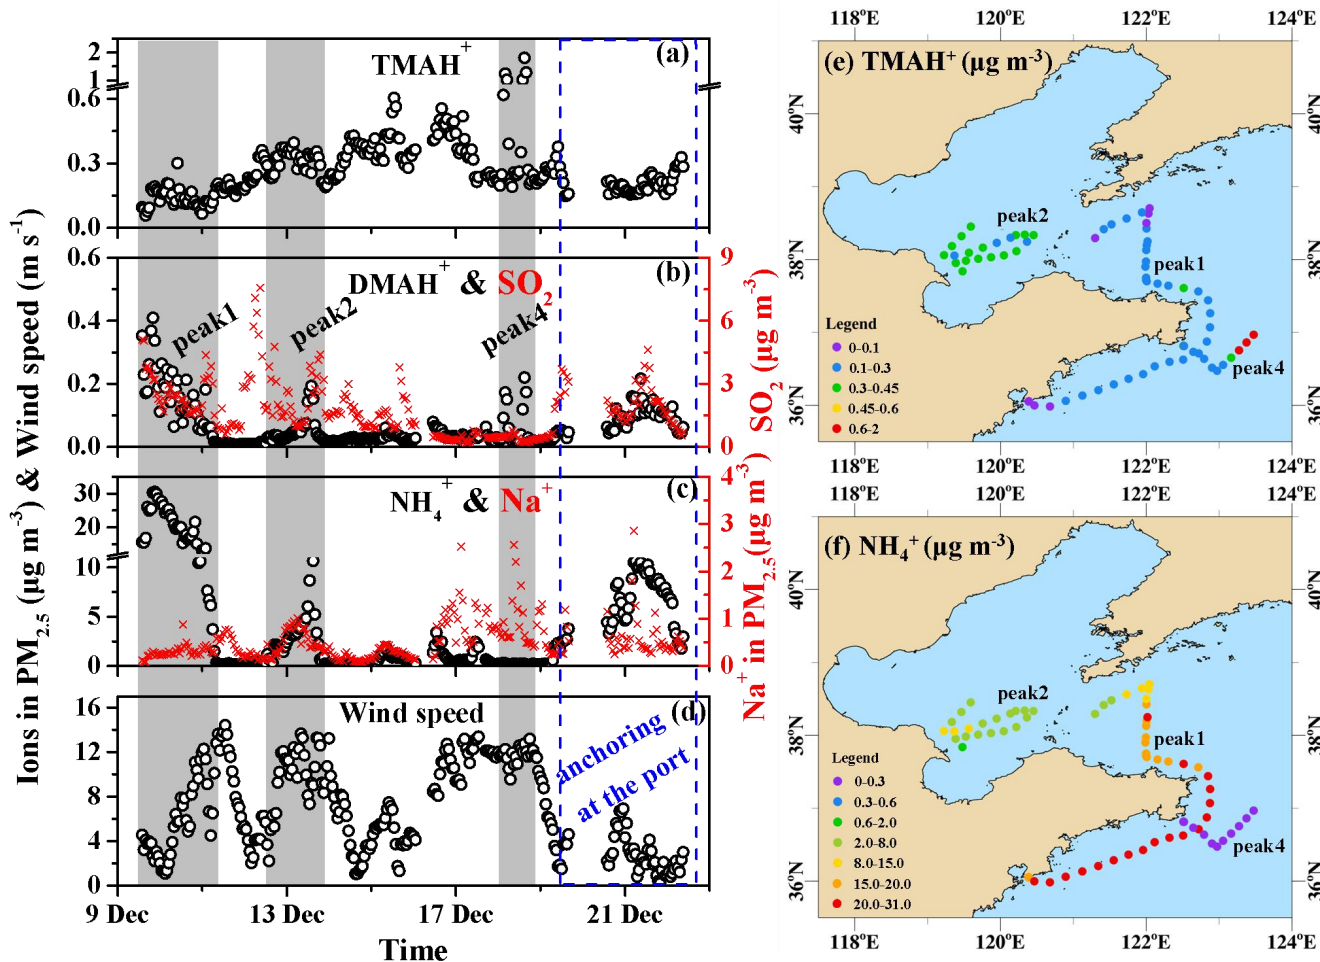 Ions in PM2.5 (μg m-3) & Wind speed (m s-1)
2
1
0.6
0.3
0.0
TMAH+
(a)
0.6
0.4
0.2
0.0
DMAH+ & SO2
(b)
peak1
peak2
peak4
9
6
3
0
SO2 (μg m-3)
30
20
10
5
0
NH4+ & Na+
(c)
4
3
2
1
0
Na+ in PM2.5(μg m-3)
16
12
8
4
0
Wind speed
(d)
anchoring
at the port
9 Dec
13 Dec
17 Dec
21 Dec
Time
118°E
120°E
122°E
124°E
(e) TMAH+ (μg m-3)
40°N
38°N
36°N
40°N
38°N
36°N
peak2
peak1
peak4
Legend
0-0.1
0.1-0.3
0.3-0.45
0.45-0.6
0.6-2
118°E
120°E
122°E
124°E
(f) NH4+ (μg m-3)
40°N
38°N
36°N
40°N
38°N
36°N
peak2
peak1
peak4
Legend
0-0.3
0.3-0.6
0.6-2.0
2.0-8.0
8.0-15.0
15.0-20.0
20.0-31.0
118°E
120°E
122°E
124°E